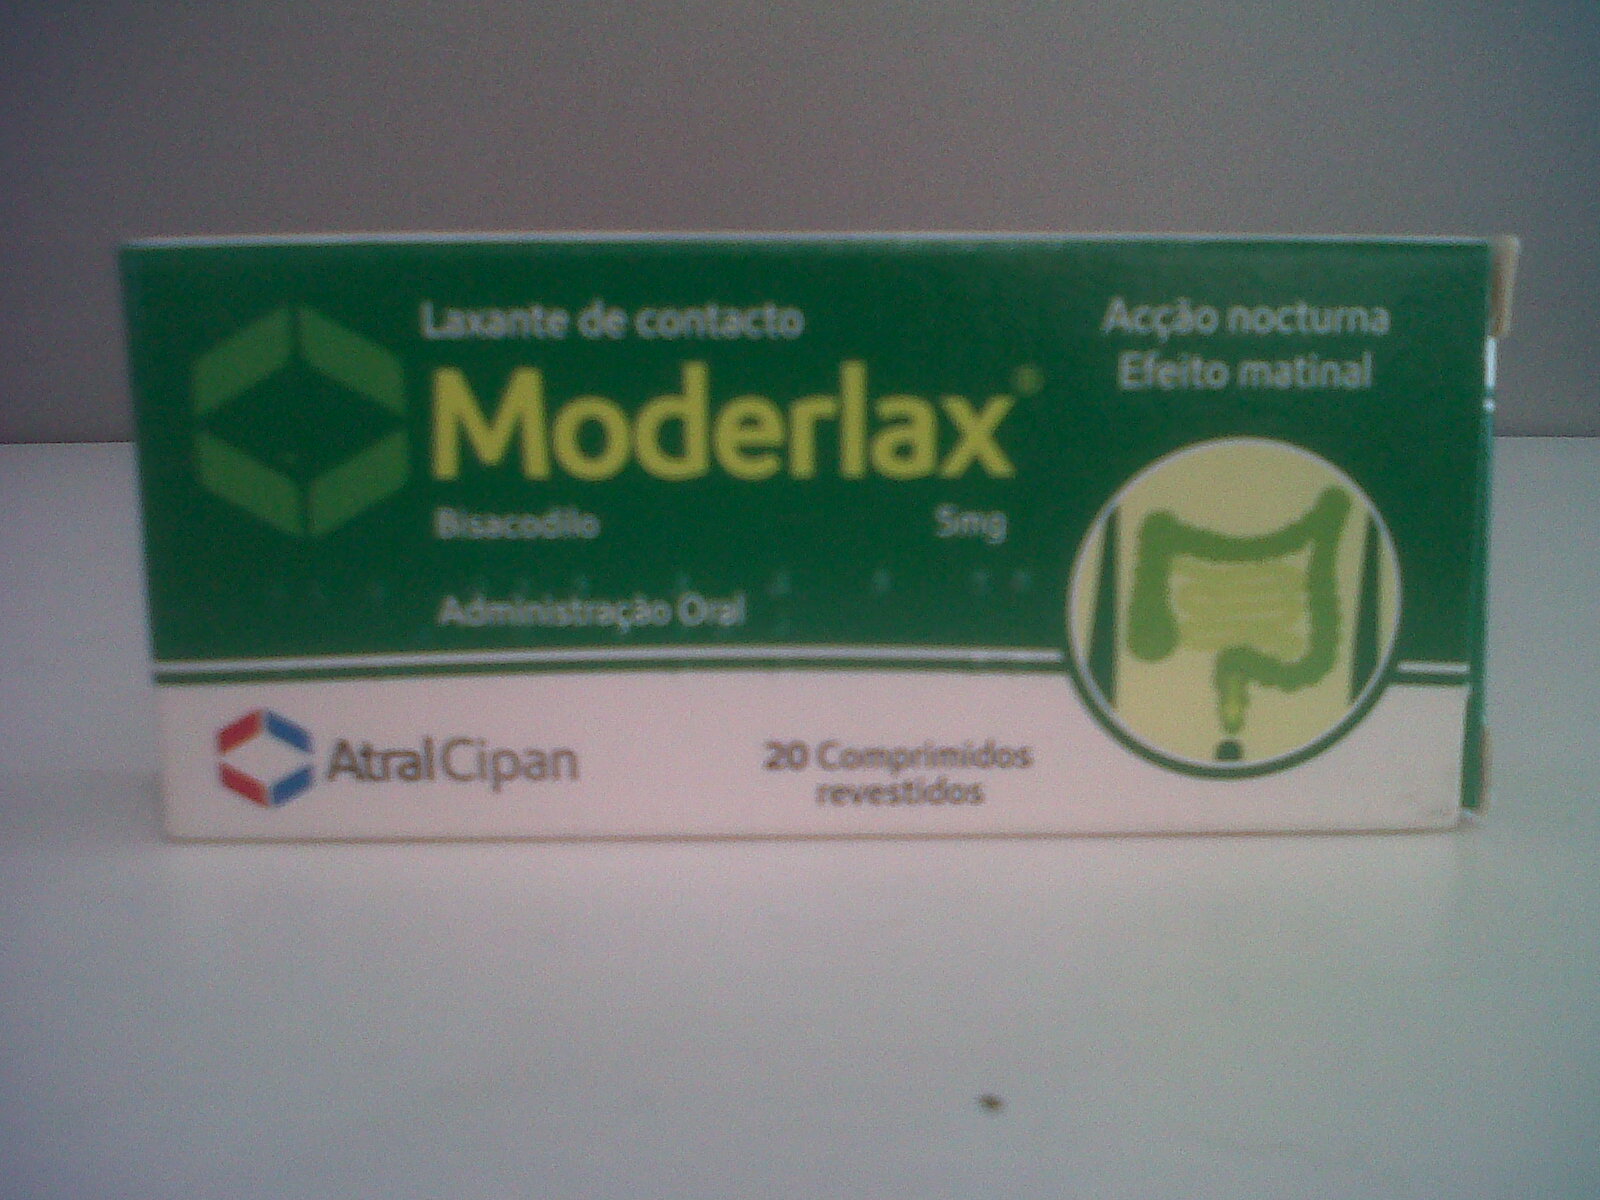 Laxante de contacto
Moderlax®
Bisacodilo 5mg
Administração Oral
Acção nocturna
Efeito matinal
AtralCipan
20 Comprimidos
revestidos